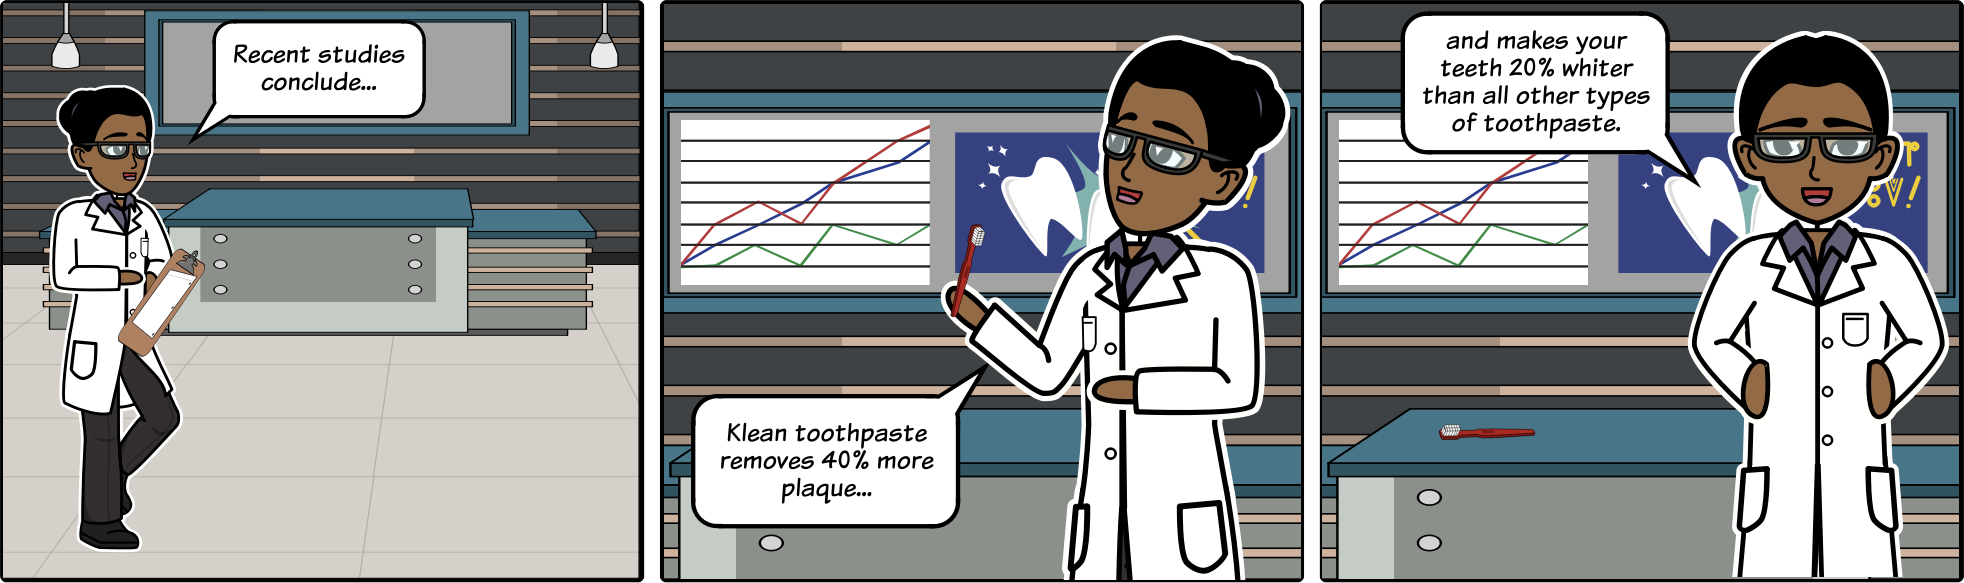 Recent studies
conclude...
Klean toothpaste
removes 40% more
plaque...
and makes your
teeth 20% whiter
than all other types
of toothpaste.